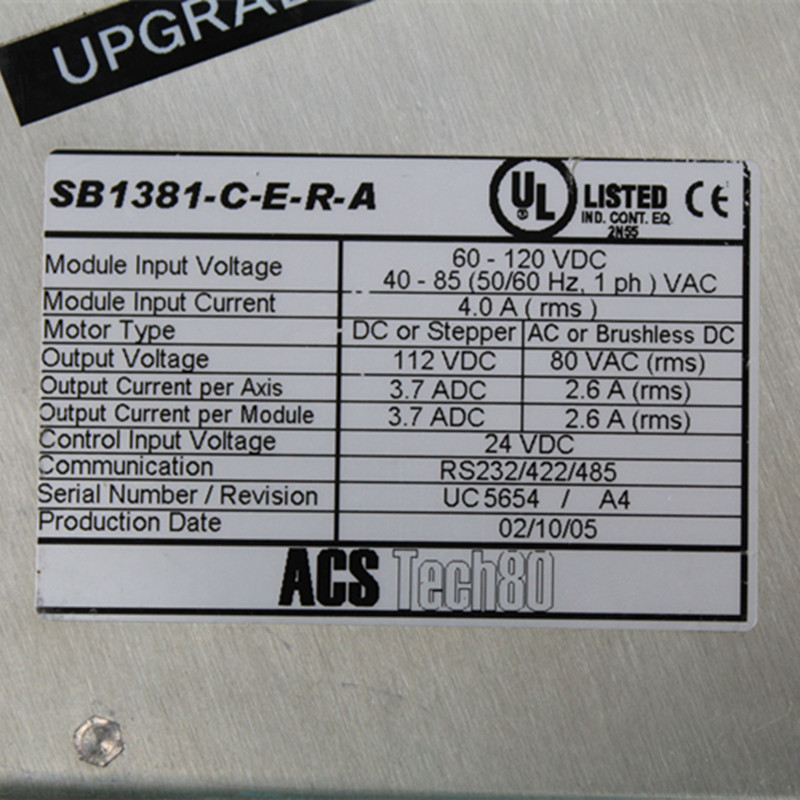 UPGRA
SB1381-C-E-R-A
UL LISTED CE
IND. CONT. EQ.
2N55
Module Input Voltage 60 - 120 VDC
40 - 85 (50/60 Hz, 1 ph ) VAC
Module Input Current 4.0 A ( rms )
Motor Type DC or Stepper AC or Brushless DC
Output Voltage 112 VDC 80 VAC (rms)
Output Current per Axis 3.7 ADC 2.6 A (rms)
Output Current per Module 3.7 ADC 2.6 A (rms)
Control Input Voltage 24 VDC
Communication RS232/422/485
Serial Number / Revision UC5654 / A4
Production Date 02/10/05
ACS Tech80